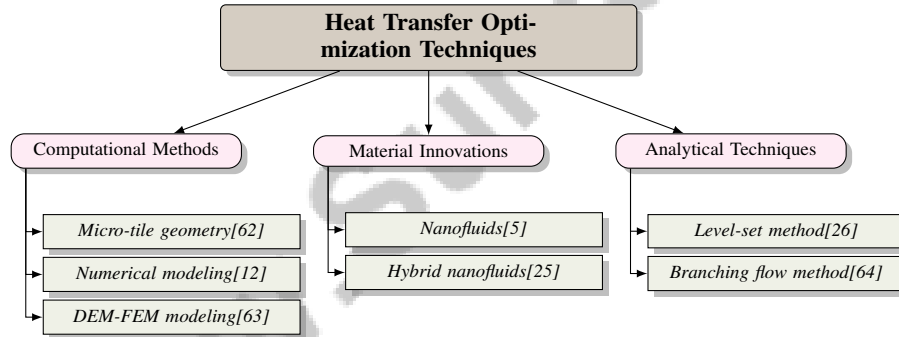 Heat Transfer Opti-
mization Techniques
Computational Methods
Material Innovations
Analytical Techniques
Micro-tile geometry[62]
Numerical modeling[12]
DEM-FEM modeling[63]
Nanofluids[5]
Hybrid nanofluids[25]
Level-set method[26]
Branching flow method[64]